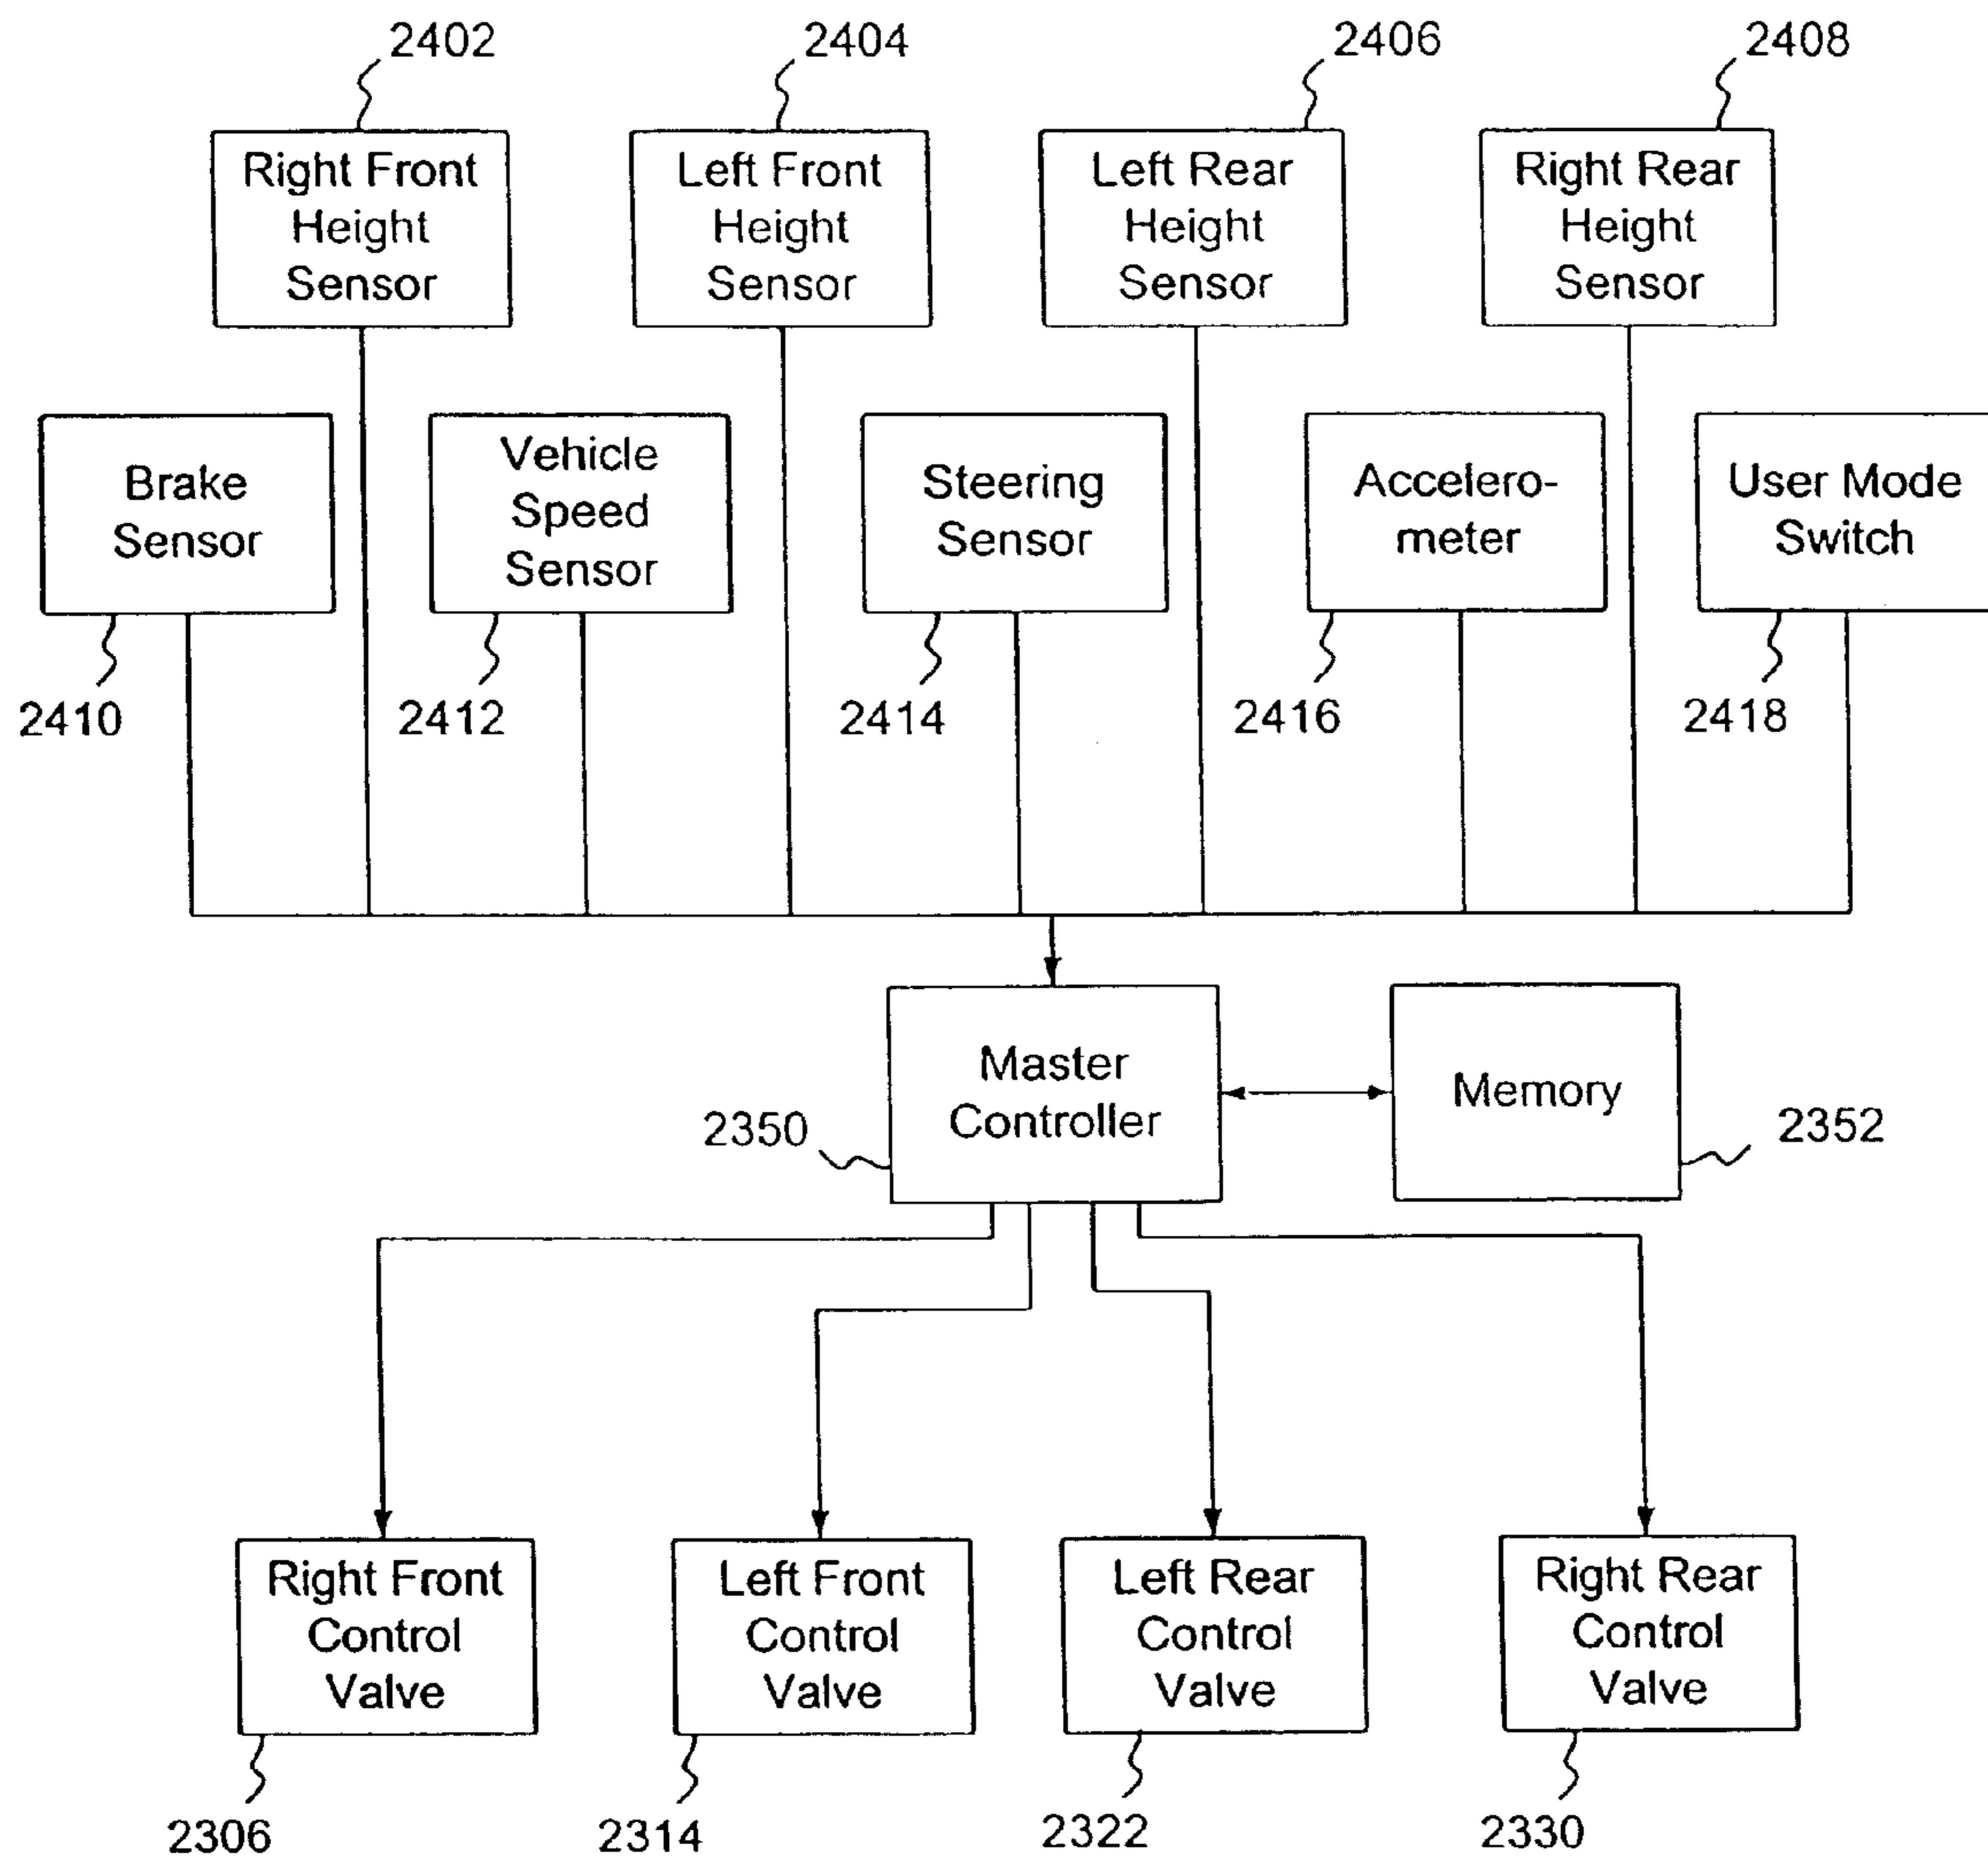 2402
2404
2406
2408
Right Front
Height
Sensor
Left Front
Height
Sensor
Left Rear
Height
Sensor
Right Rear
Height
Sensor
Brake
Sensor
Vehicle
Speed
Sensor
Steering
Sensor
Accelero-
meter
User Mode
Switch
2410
2412
2414
2416
2418
Master
Controller
Memory
2350
2352
Right Front
Control
Valve
Left Front
Control
Valve
Left Rear
Control
Valve
Right Rear
Control
Valve
2306
2314
2322
2330